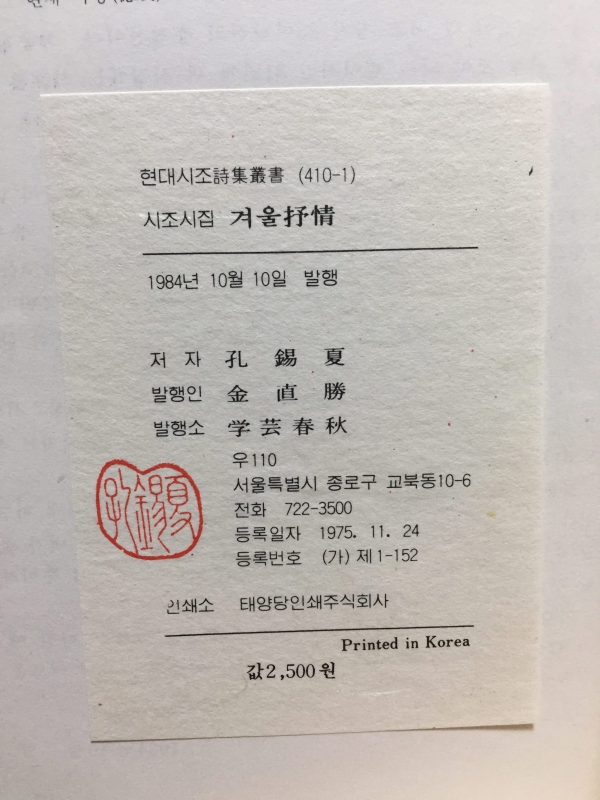 현대시조詩集叢書 (410-1)
시조시집 겨울抒情
1984년 10월 10일 발행
저 자 孔 錫 夏
발행인 金 直 勝
발행소 学 芸 春 秋
우110
서울특별시 종로구 교북동10-6
전화 722-3500
등록일자 1975. 11. 24
등록번호 (가) 제1-152
孔錫夏
인쇄소 태양당인쇄주식회사
Printed in Korea
값2,500원